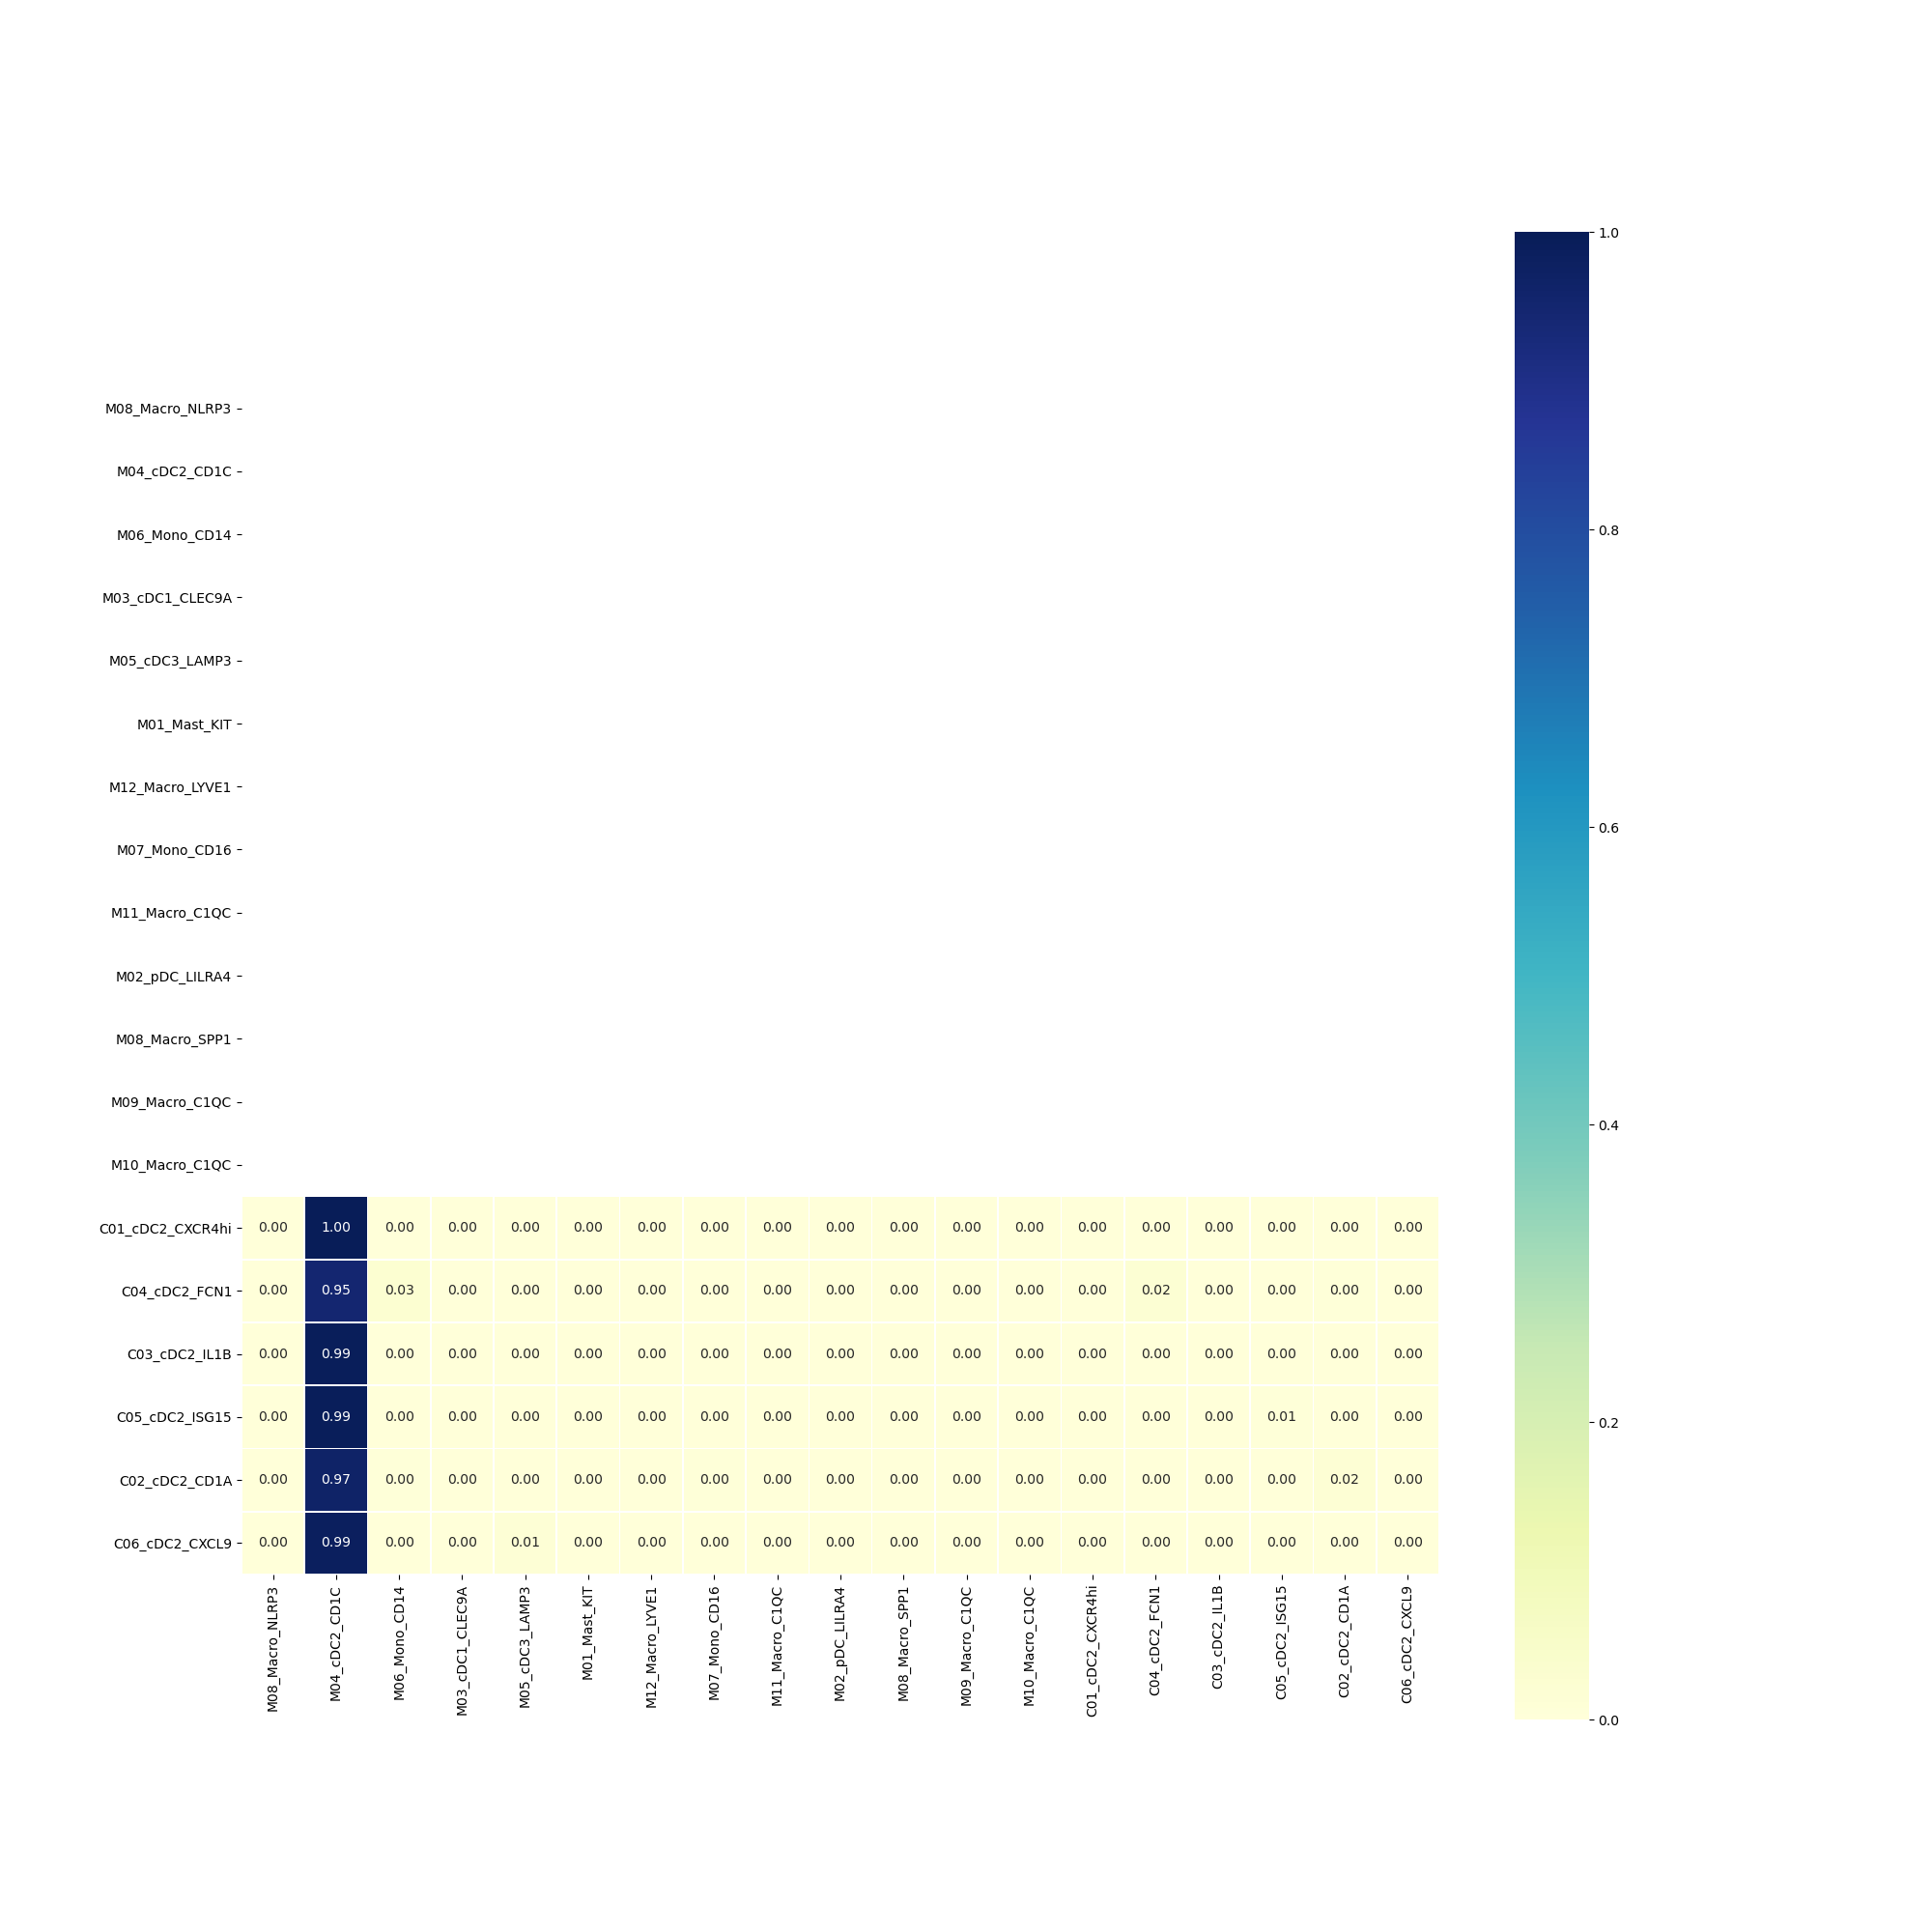 M08_Macro_NLRP3
M04_cDC2_CD1C
M06_Mono_CD14
M03_cDC1_CLEC9A
M05_cDC3_LAMP3
M01_Mast_KIT
M12_Macro_LYVE1
M07_Mono_CD16
M11_Macro_C1QC
M02_pDC_LILRA4
M08_Macro_SPP1
M09_Macro_C1QC
M10_Macro_C1QC
C01_cDC2_CXCR4hi 0.00 1.00 0.00 0.00 0.00 0.00 0.00 0.00 0.00 0.00 0.00 0.00 0.00 0.00 0.00 0.00 0.00 0.00 0.00
C04_cDC2_FCN1 0.00 0.95 0.03 0.00 0.00 0.00 0.00 0.00 0.00 0.00 0.00 0.00 0.00 0.00 0.02 0.00 0.00 0.00 0.00
C03_cDC2_IL1B 0.00 0.99 0.00 0.00 0.00 0.00 0.00 0.00 0.00 0.00 0.00 0.00 0.00 0.00 0.00 0.00 0.00 0.00 0.00
C05_cDC2_ISG15 0.00 0.99 0.00 0.00 0.00 0.00 0.00 0.00 0.00 0.00 0.00 0.00 0.00 0.00 0.00 0.00 0.01 0.00 0.00
C02_cDC2_CD1A 0.00 0.97 0.00 0.00 0.00 0.00 0.00 0.00 0.00 0.00 0.00 0.00 0.00 0.00 0.00 0.00 0.00 0.02 0.00
C06_cDC2_CXCL9 0.00 0.99 0.00 0.00 0.01 0.00 0.00 0.00 0.00 0.00 0.00 0.00 0.00 0.00 0.00 0.00 0.00 0.00 0.00
M08_Macro_NLRP3
M04_cDC2_CD1C
M06_Mono_CD14
M03_cDC1_CLEC9A
M05_cDC3_LAMP3
M01_Mast_KIT
M12_Macro_LYVE1
M07_Mono_CD16
M11_Macro_C1QC
M02_pDC_LILRA4
M08_Macro_SPP1
M09_Macro_C1QC
M10_Macro_C1QC
C01_cDC2_CXCR4hi
C04_cDC2_FCN1
C03_cDC2_IL1B
C05_cDC2_ISG15
C02_cDC2_CD1A
C06_cDC2_CXCL9
1.0
0.8
0.6
0.4
0.2
0.0